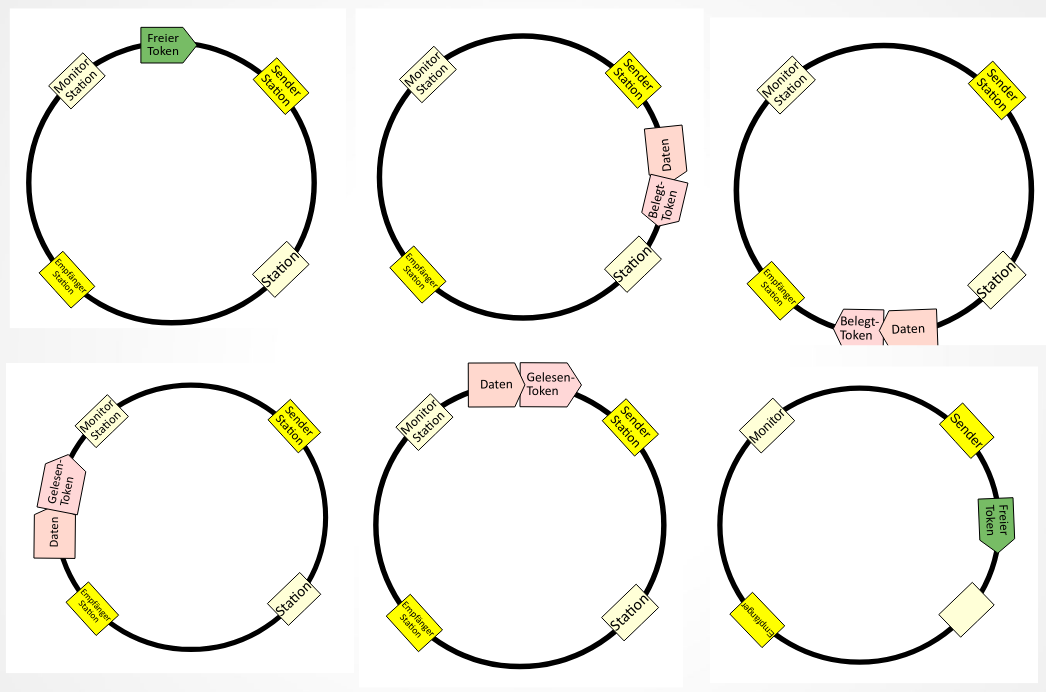 Freier
Token
Monitor
Station
Sender
Station
Station
Empfänger
Station
Monitor
Station
Sender
Station
Daten
Belegt-
Token
Station
Empfänger
Station
Monitor
Station
Sender
Station
Station
Empfänger
Station
Belegt-
Token
Daten
Monitor
Station
Sender
Station
Gelesen-
Token
Daten
Empfänger
Station
Station
Daten
Gelesen-
Token
Monitor
Station
Sender
Station
Empfänger
Station
Station
Monitor
Sender
Freier
Token
Empfänger